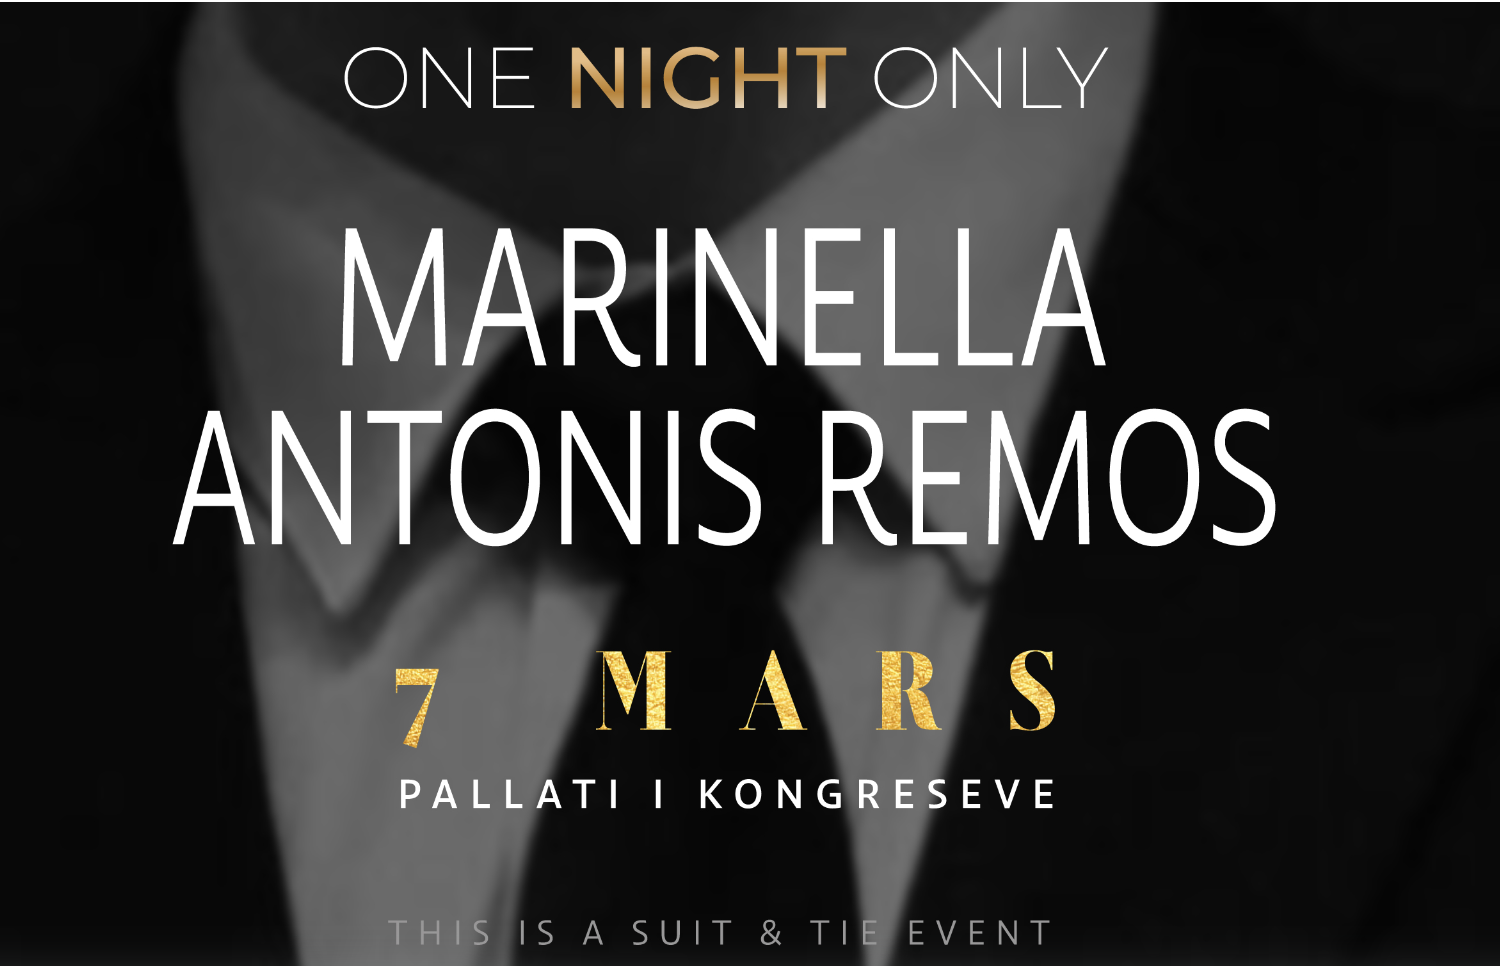 ONE NIGHT ONLY
MARINELLA
ANTONIS REMOS
7 MARS
PALLATI I KONGRESEVE
THIS IS A SUIT & TIE EVENT